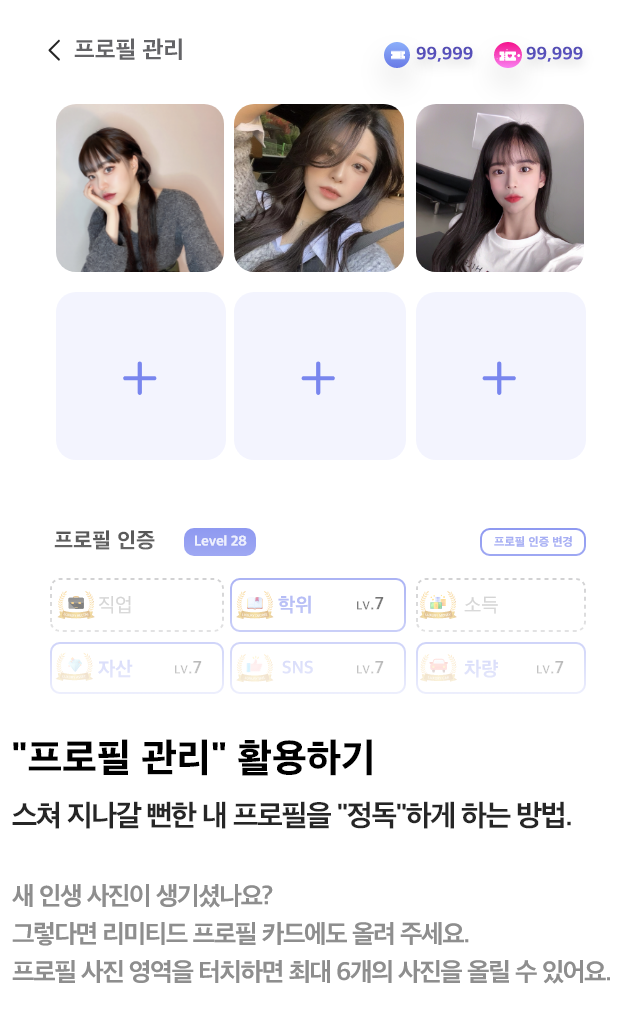 프로필 관리
99,999
99,999
프로필 인증
Level 28
프로필 인증 변경
직업
학위 LV.7
소득
자산 LV.7
SNS LV.7
차량 LV.7
"프로필 관리" 활용하기
스쳐 지나갈 뻔한 내 프로필을 "정독"하게 하는 방법.
새 인생 사진이 생기셨나요?
그렇다면 리미티드 프로필 카드에도 올려 주세요.
프로필 사진 영역을 터치하면 최대 6개의 사진을 올릴 수 있어요.